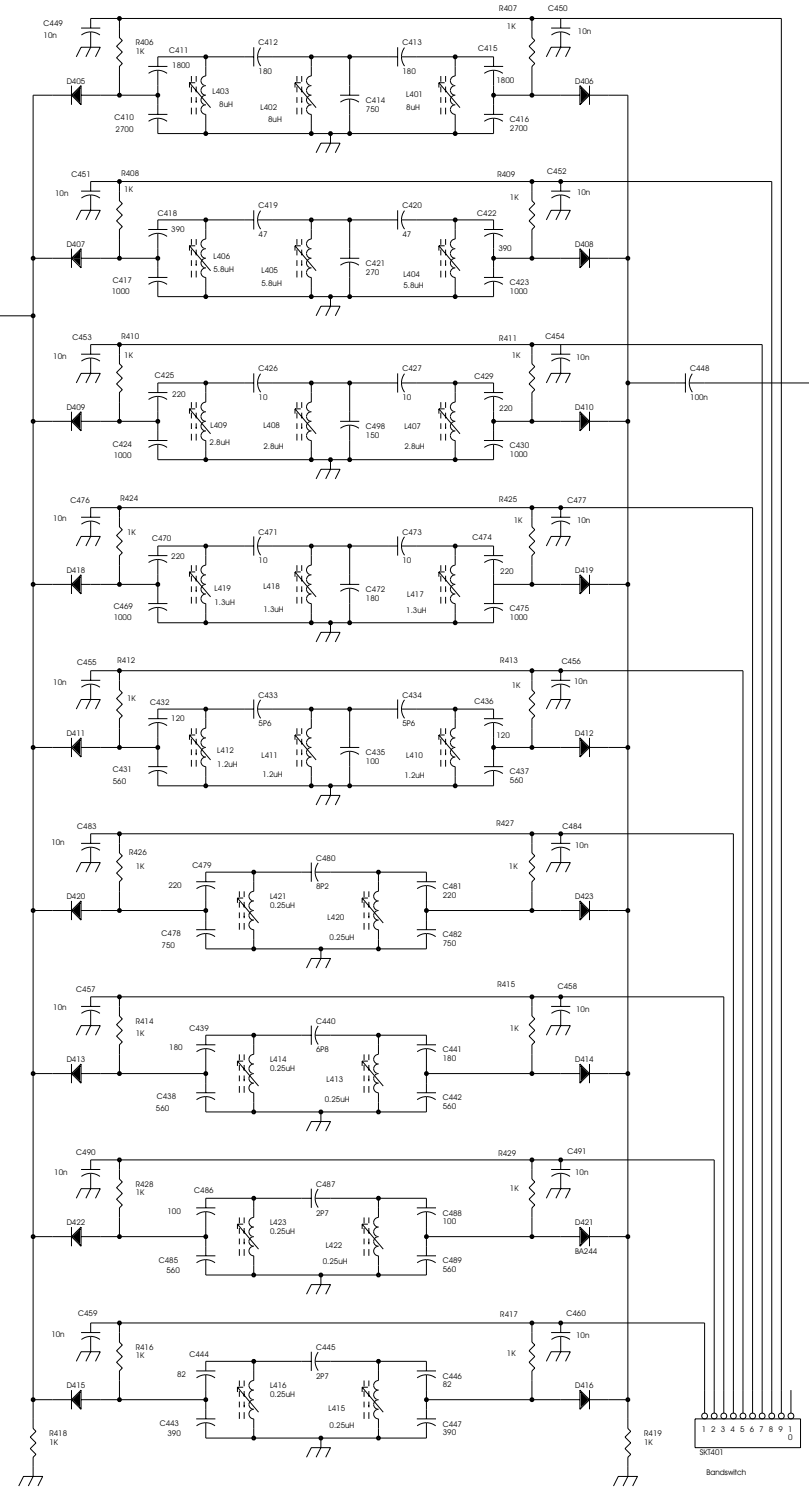 C449
10n
R406
1K
C411
1800
C412
180
C413
180
R407
1K
C450
10n
C415
1800
D405
L403
8uH
L402
8uH
C414
750
L401
8uH
D406
C410
2700
C416
2700
C451
10n
R408
1K
C418
390
C419
47
C420
47
R409
1K
C452
10n
C422
390
D407
L406
5.8uH
L405
5.8uH
C421
270
L404
5.8uH
D408
C417
1000
C423
1000
C453
10n
R410
1K
C425
220
C426
10
C427
10
R411
1K
C454
10n
C429
220
C448
100n
D409
L409
2.8uH
L408
2.8uH
C498
150
L407
2.8uH
D410
C424
1000
C430
1000
C476
10n
R424
1K
C470
220
C471
10
C473
10
R425
1K
C477
10n
C474
220
D418
L419
1.3uH
L418
1.3uH
C472
180
L417
1.3uH
D419
C469
1000
C475
1000
C455
10n
R412
1K
C432
120
C433
5P6
C434
5P6
R413
1K
C456
10n
C436
120
D411
L412
1.2uH
L411
1.2uH
C435
100
L410
1.2uH
D412
C431
560
C437
560
C483
10n
R426
1K
C479
220
C480
8P2
R427
1K
C484
10n
C481
220
D420
L421
0.25uH
L420
0.25uH
D423
C478
750
C482
750
C457
10n
R414
1K
C439
180
C440
6P8
R415
1K
C458
10n
C441
180
D413
L414
0.25uH
L413
0.25uH
D414
C438
560
C442
560
C490
10n
R428
1K
C486
100
C487
2P7
R429
1K
C491
10n
C488
100
D422
L423
0.25uH
L422
0.25uH
D421
BA244
C485
560
C489
560
C459
10n
R416
1K
C444
82
C445
2P7
R417
1K
C460
10n
C446
82
D415
L416
0.25uH
L415
0.25uH
D416
C443
390
C447
390
R418
1K
R419
1K
1 2 3 4 5 6 7 8 9 10
SKT401
Bandswitch